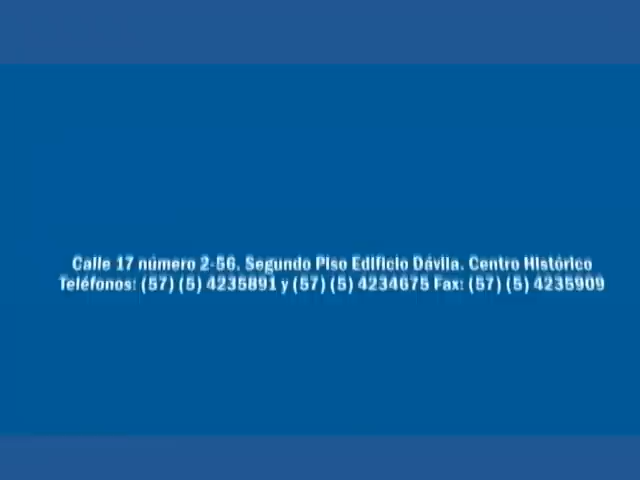 Calle 17 número 2-56. Segundo Piso Edificio Dávila. Centro Histórico
Teléfonos: (57) (5) 4235891 y (57) (5) 4234675 Fax: (57) (5) 4235909